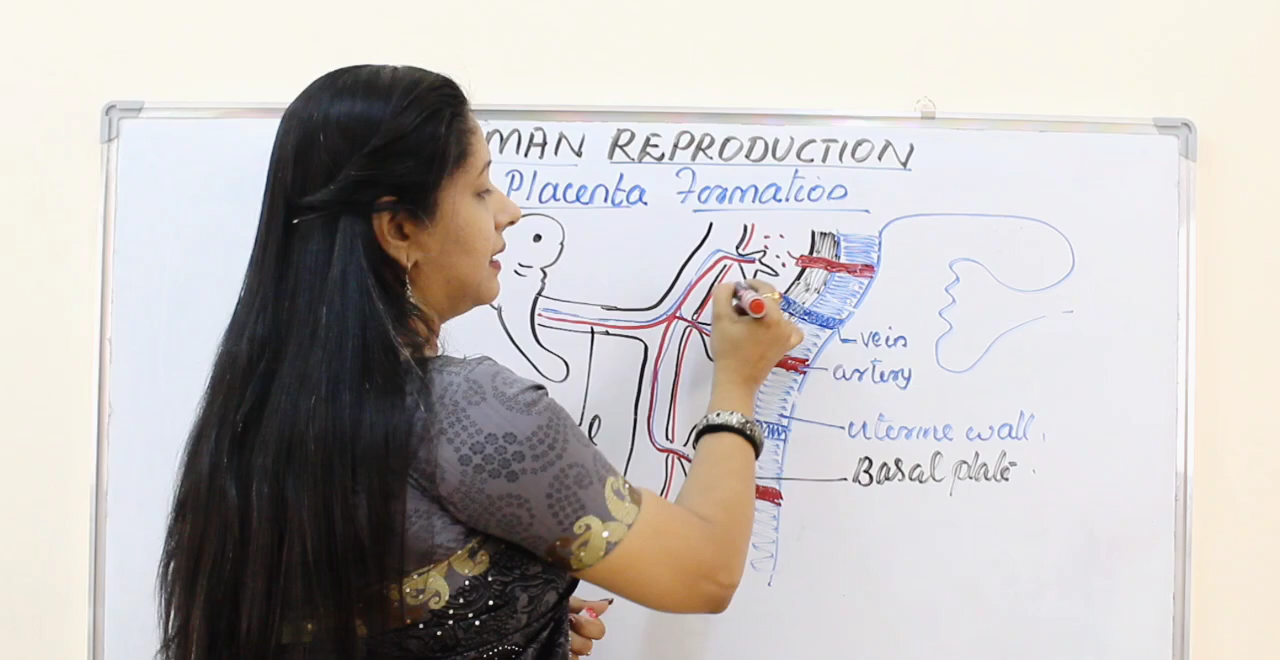 MAN REPRODUCTION
Placenta Formation
vein
artery
uterine wall.
Basal plate.